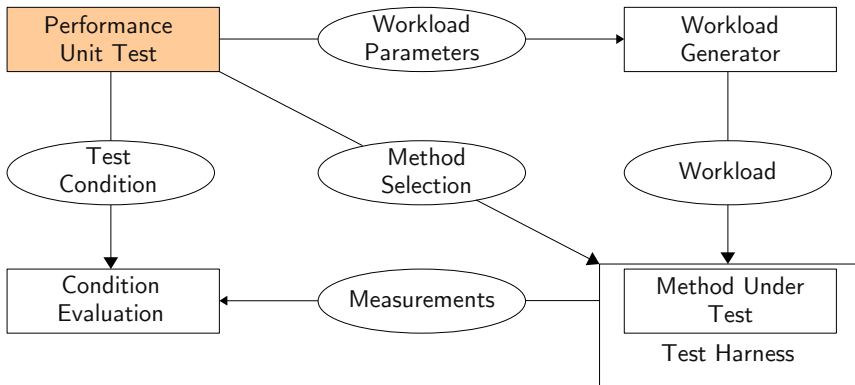 Performance
Unit Test
Workload
Parameters
Workload
Generator
Test
Condition
Method
Selection
Workload
Condition
Evaluation
Measurements
Method Under
Test
Test Harness